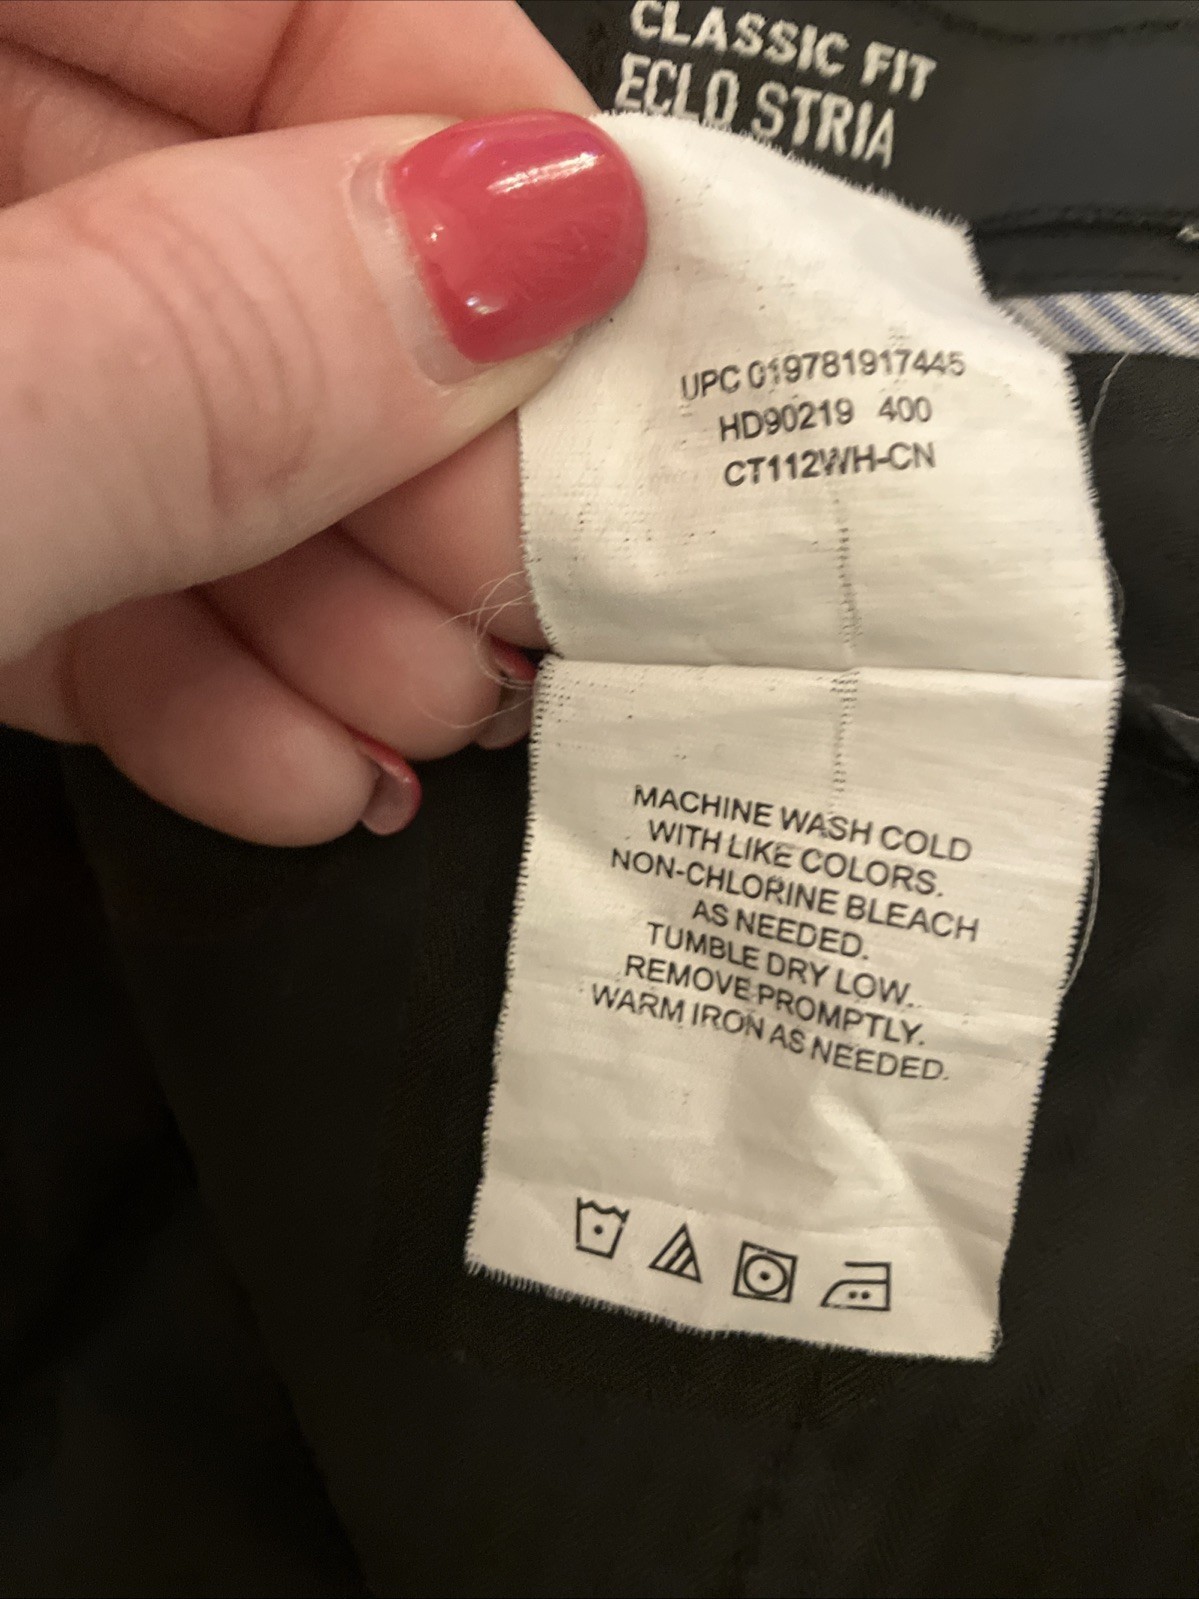 CLASSIC FIT
ECLO STRIA
UPC 019781917445
HD90219 400
CT112WH-CN
MACHINE WASH COLD
WITH LIKE COLORS.
NON-CHLORINE BLEACH
AS NEEDED.
TUMBLE DRY LOW.
REMOVE PROMPTLY.
WARM IRON AS NEEDED.